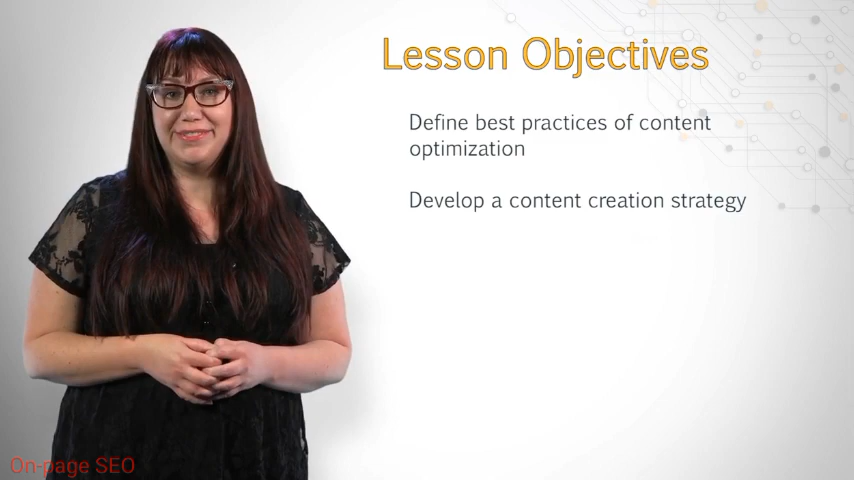 Lesson Objectives
Define best practices of content
optimization
Develop a content creation strategy
On-page SEO